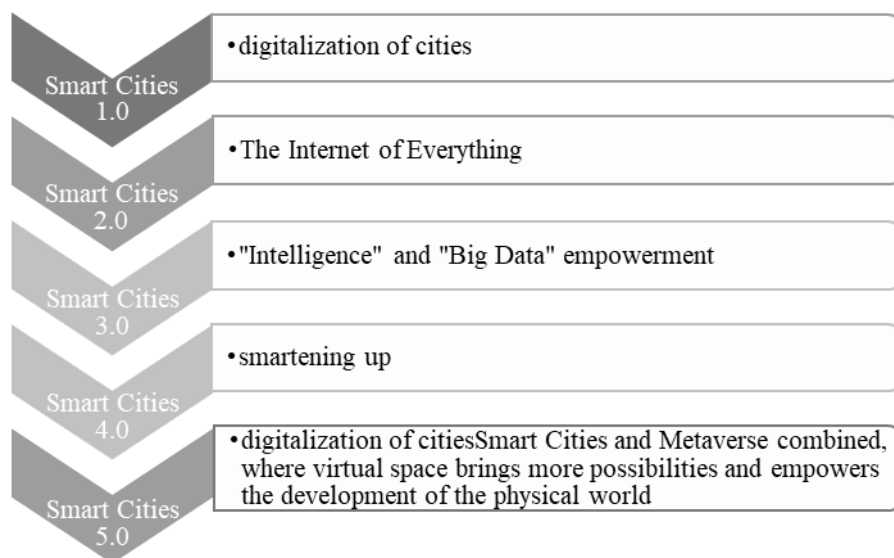 Smart Cities
1.0
•digitalization of cities
Smart Cities
2.0
•The Internet of Everything
Smart Cities
3.0
•"Intelligence" and "Big Data" empowerment
Smart Cities
4.0
•smartening up
Smart Cities
5.0
•digitalization of citiesSmart Cities and Metaverse combined,
where virtual space brings more possibilities and empowers
the development of the physical world